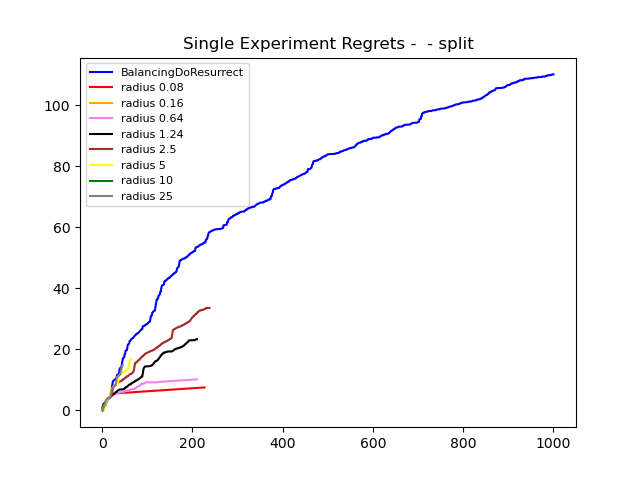 Single Experiment Regrets -  - split
BalancingDoResurrect
radius 0.08
radius 0.16
radius 0.64
radius 1.24
radius 2.5
radius 5
radius 10
radius 25
100
80
60
40
20
0
0 200 400 600 800 1000